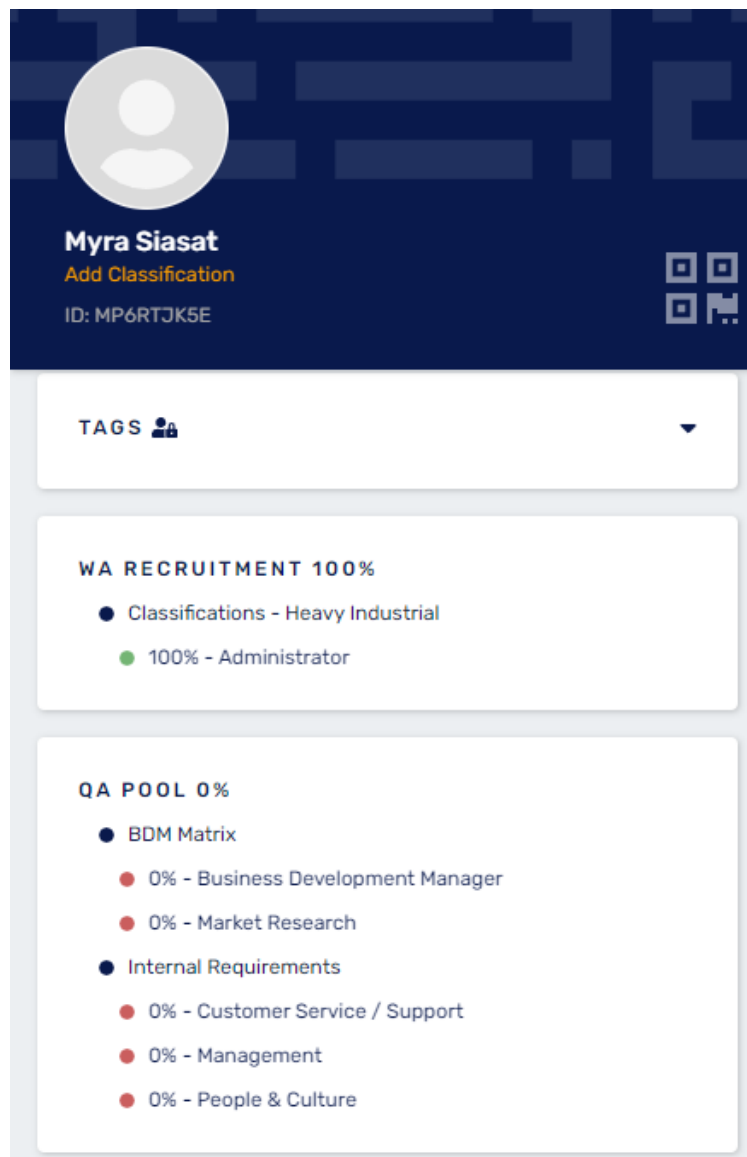 Myra Siasat
Add Classification
ID: MP6RTJK5E
TAGS
WA RECRUITMENT 100%
Classifications - Heavy Industrial
100% - Administrator
QA POOL 0%
BDM Matrix
0% - Business Development Manager
0% - Market Research
Internal Requirements
0% - Customer Service / Support
0% - Management
0% - People & Culture